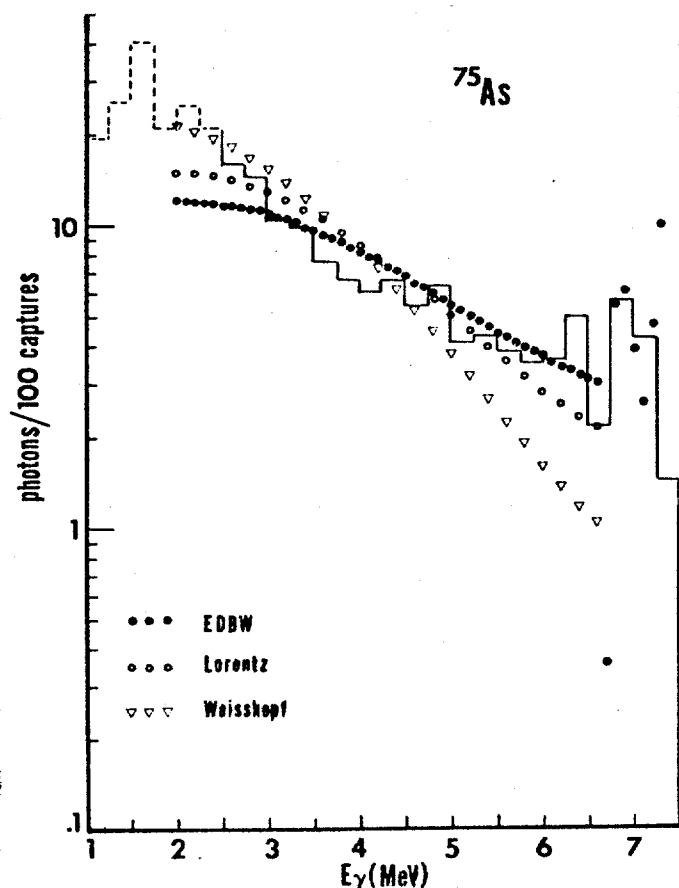 75As
photons/100 captures
10
1
.1
EDBW
Lorentz
Weisskopf
1 2 3 4 5 6 7
Eγ(MeV)